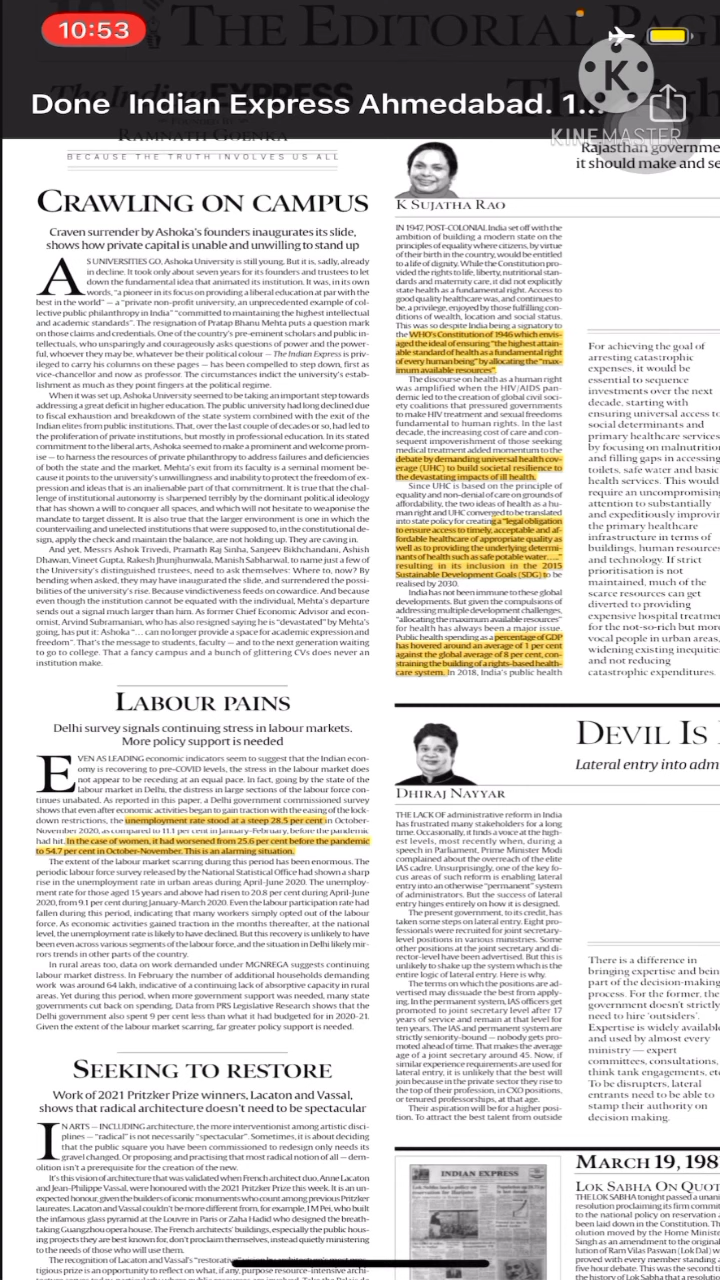 10:53
THE EDITORIAL PAGE
Done Indian Express Ahmedabad. 1...
K
KINEMASTER
RAMNATH GOENKA
BECAUSE THE TRUTH INVOLVES US ALL
CRAWLING ON CAMPUS
Craven surrender by Ashoka's founders inaugurates its slide,
shows how private capital is unable and unwilling to stand up
AS UNIVERSITIES GO, Ashoka University is still young. But it is, sadly, already
in decline. It took only about seven years for its founders and trustees to let
down the fundamental idea that animated its institution. It was, in its own
words, "a pioneer in its focus on providing a liberal education at par with the
best in the world" — a "private non-profit university, an unprecedented example of col-
lective public philanthropy in India" "committed to maintaining the highest intellectual
and academic standards". The resignation of Pratap Bhanu Mehta puts a question mark
on those claims and credentials. One of the country's pre-eminent scholars and public in-
tellectuals, who unsparingly and courageously asks questions of power and the power-
ful, whoever they may be, whatever be their political colour — The Indian Express is privi-
leged to carry his columns on these pages — has been compelled to step down, first as
vice-chancellor and now as professor. The circumstances indict the university's estab-
lishment as much as they point fingers at the political regime.
When it was set up, Ashoka University seemed to be taking an important step towards
addressing a great deficit in higher education. The public university had long declined due
to fiscal exhaustion and breakdown of the state system combined with the exit of the
Indian elites from public institutions. That, over the last couple of decades or so, had led to
the proliferation of private institutions, but mostly in professional education. In its stated
commitment to the liberal arts, Ashoka seemed to make a welcome prom-
ise — to harness the resources of private philanthropy to address failures and deficiencies
of both the state and the market. Mehta's exit from its faculty is a seminal moment be-
cause it points to the university's unwillingness and inability to protect the freedom of ex-
pression and ideas that is an inalienable part of that commitment. It is true that the chal-
lenge of institutional autonomy is sharpened terribly by the dominant political ideology
that has shown a will to conquer all spaces, and which will not hesitate to weaponise the
mandate to target dissent. It is also true that the larger environment is one in which the
countervailing and unelected institutions that were supposed to, in the constitutional de-
sign, apply the check and maintain the balance, are not holding up. They are caving in.
And yet, Messrs Ashok Trivedi, Pramath Raj Sinha, Sanjeev Bikhchandani, Ashish
Dhawan, Vineet Gupta, Rakesh Jhunjhunwala, Manish Sabharwal, to name just a few of
the University's distinguished trustees, need to ask themselves: Where to, now? By
bending when asked, they may have inaugurated the slide, and surrendered the possi-
bilities of the university's rise. Because vindictiveness feeds on cowardice. And because
even though the institution cannot be equated with the individual, Mehta's departure
sends out a signal much larger than him. As former Chief Economic Advisor and econ-
omist, Arvind Subramanian, who has also resigned saying he is "devastated" by Mehta's
going, has put it: Ashoka "... can no longer provide a space for academic expression and
freedom". That's the message to students, faculty — and to the next generation waiting
to go to college. That a fancy campus and a bunch of glittering CVs does never an
institution make.
LABOUR PAINS
Delhi survey signals continuing stress in labour markets.
More policy support is needed
EVEN AS LEADING economic indicators seem to suggest that the Indian econ-
omy is recovering to pre-COVID levels, the stress in the labour market does
not appear to be receding at an equal pace. In fact, going by the state of the
labour market in Delhi, the distress in large sections of the labour force con-
tinues unabated. As reported in this paper, a Delhi government commissioned survey
shows that even after economic activities began to gain traction with the easing of the lock-
down restrictions, the unemployment rate stood at a steep 28.5 per cent in October-
November 2020, as compared to 11.1 per cent in January-February, before the pandemic
had hit. In the case of women, it had worsened from 25.6 per cent before the pandemic
to 54.7 per cent in October-November. This is an alarming situation.
The extent of the labour market scarring during this period has been enormous. The
periodic labour force survey released by the National Statistical Office had shown a sharp
rise in the unemployment rate in urban areas during April-June 2020. The unemploy-
ment rate for those aged 15 years and above had risen to 20.8 per cent during April-June
2020, from 9.1 per cent during January-March 2020. Even the labour participation rate had
fallen during this period, indicating that many workers simply opted out of the labour
force. As economic activities gained traction in the months thereafter, at the national
level, the unemployment rate is likely to have declined. But this recovery is unlikely to have
been even across various segments of the labour force, and the situation in Delhi likely mir-
rors trends in other parts of the country.
In rural areas too, data on work demanded under MGNREGA suggests continuing
labour market distress. In February the number of additional households demanding
work was around 64 lakh, indicative of a continuing lack of absorptive capacity in rural
areas. Yet during this period, when more government support was needed, many state
governments cut back on spending. Data from PRS Legislative Research shows that the
Delhi government also spent 9 per cent less than what it had budgeted for in 2020-21.
Given the extent of the labour market scarring, far greater policy support is needed.
SEEKING TO RESTORE
Work of 2021 Pritzker Prize winners, Lacaton and Vassal,
shows that radical architecture doesn't need to be spectacular
IN ARTS — INCLUDING architecture, the more interventionist among artistic disci-
plines — "radical" is not necessarily "spectacular". Sometimes, it is about deciding
that the public square you have been commissioned to redesign only needs its
gravel changed. Or proposing and practising that most radical notion of all — dem-
olition isn't a prerequisite for the creation of the new.
It's this vision of architecture that was validated when French architect duo, Anne Lacaton
and Jean-Philippe Vassal, were honoured with the 2021 Pritzker Prize this week. It is an un-
expected honour, given the builders of iconic monuments who count among previous Pritzker
laureates. Lacaton and Vassal couldn't be more different from, for example, I M Pei, who built
the infamous glass pyramid at the Louvre in Paris or Zaha Hadid who designed the breath-
taking Guangzhou opera house. The French architects' buildings, especially the public hous-
ing projects they are best known for, don't proclaim themselves, instead quietly ministering
to the needs of those who will use them.
The recognition of Lacaton and Vassal's
tigious prize is an opportunity to reflect on what, if any, purpose resource-intensive archi-
K SUJATHA RAO
IN 1947, POST-COLONIAL India set off with the
ambition of building a modern state on the
principles of equality where citizens, by virtue
of their birth in the country, would be entitled
to a life of dignity. While the Constitution pro-
vided the rights to life, liberty, nutritional stan-
dards and maternity care, it did not explicitly
state health as a fundamental right. Access to
good quality healthcare was, and continues to
be, a privilege, enjoyed by those fulfilling con-
ditions of wealth, location and social status.
This was so despite India being a signatory to
the WHO's Constitution of 1946 which envis-
aged the ideal of ensuring "the highest attain-
able standard of health as a fundamental right
of every human being" by allocating the "max-
imum available resources".
The discourse on health as a human right
was amplified when the HIV/AIDS pan-
demic led to the creation of global civil soci-
ety coalitions that pressured governments
to make HIV treatment and sexual freedoms
fundamental to human rights. In the last
decade, the increasing cost of care and con-
sequent impoverishment of those seeking
medical treatment added momentum to the
debate by demanding universal health cov-
erage (UHC) to build societal resilience to
the devastating impacts of ill health.
Since UHC is based on the principle of
equality and non-denial of care on grounds of
affordability, the two ideas of health as a hu-
man right and UHC converged to be translated
into state policy for creating a "legal obligation
to ensure access to timely, acceptable and af-
fordable healthcare of appropriate quality as
well as to providing the underlying determi-
nants of health such as safe potable water......"
resulting in its inclusion in the 2015
Sustainable Development Goals (SDG) to be
realised by 2030.
India has not been immune to these global
developments. But given the compulsions of
addressing multiple development challenges,
"allocating the maximum available resources"
for health has always been a major issue.
Public health spending as a percentage of GDP
has hovered around an average of 1 per cent
against the global average of 8 per cent, con-
straining the building of a rights-based health-
care system. In 2018, India's public health
Rajasthan governme
it should make and se
For achieving the goal of
arresting catastrophic
expenses, it would be
essential to sequence
investments over the next
decade, starting with
ensuring universal access to
social determinants and
primary healthcare services
by focusing on malnutrition
and filling gaps in accessing
toilets, safe water and basic
health services. This would
require an uncompromising
attention to substantially
and expeditiously improvin
the primary healthcare
infrastructure in terms of
buildings, human resources
and technology. If strict
prioritisation is not
maintained, much of the
scarce resources can get
diverted to providing
expensive hospital treatmen
for the not-so-rich but more
vocal people in urban areas,
widening existing inequitie
and not reducing
catastrophic expenditures.
DHIRAJ NAYYAR
DEVIL IS
Lateral entry into adm
THE LACK OF administrative reform in India
has frustrated many stakeholders for a long
time. Occasionally, it finds a voice at the high-
est levels, most recently when, during a
speech in Parliament, Prime Minister Modi
complained about the overreach of the elite
IAS cadre. Unsurprisingly, one of the key fo-
cus areas of such reform is enabling lateral
entry into an otherwise "permanent" system
of administrators. But the success of lateral
entry hinges entirely on how it is designed.
The present government, to its credit, has
taken some steps on lateral entry. Eight pro-
fessionals were recruited for joint secretary-
level positions in various ministries. Some
other positions at the joint secretary and di-
rector-level have been advertised. But this is
unlikely to shake up the system which is the
entire logic of lateral entry. Here is why.
The terms on which the positions are ad-
vertised may dissuade the best from apply-
ing. In the permanent system, IAS officers get
promoted to joint secretary level after 17
years of service and remain at that level for
ten years. The IAS and permanent system are
strictly seniority-bound — nobody gets pro-
moted ahead of time. That makes the average
age of a joint secretary around 45. Now, if
similar experience requirements are used for
lateral entry, it is unlikely that the best will
join because in the private sector they rise to
the top of their profession, in CXO positions,
or tenured professorships, at that age.
Their aspiration will be for a higher posi-
tion. To attract the best talent from outside
There is a difference in
bringing expertise and bein
part of the decision-making
process. For the former, the
government doesn't strictly
need to hire 'outsiders'.
Expertise is widely available
and used by almost every
ministry — expert
committees, consultations,
think tank engagements, etc
To be disrupters, lateral
entrants need to be able to
stamp their authority on
decision making.
INDIAN EXPRESS
MARCH 19, 198
LOK SABHA ON QUOT
THE LOK SABHA tonight passed a unani
resolution proclaiming its firm commitm
to the national policy on reservation a
been laid down in the Constitution. Th
olution moved by the Home Ministe
Singh as an amendment to the original
lution of Ram Vilas Paswan (Lok Dal) wa
proved with every member standing a
five hour debate. This was the second ti
the history of Lok Sabha that a resol